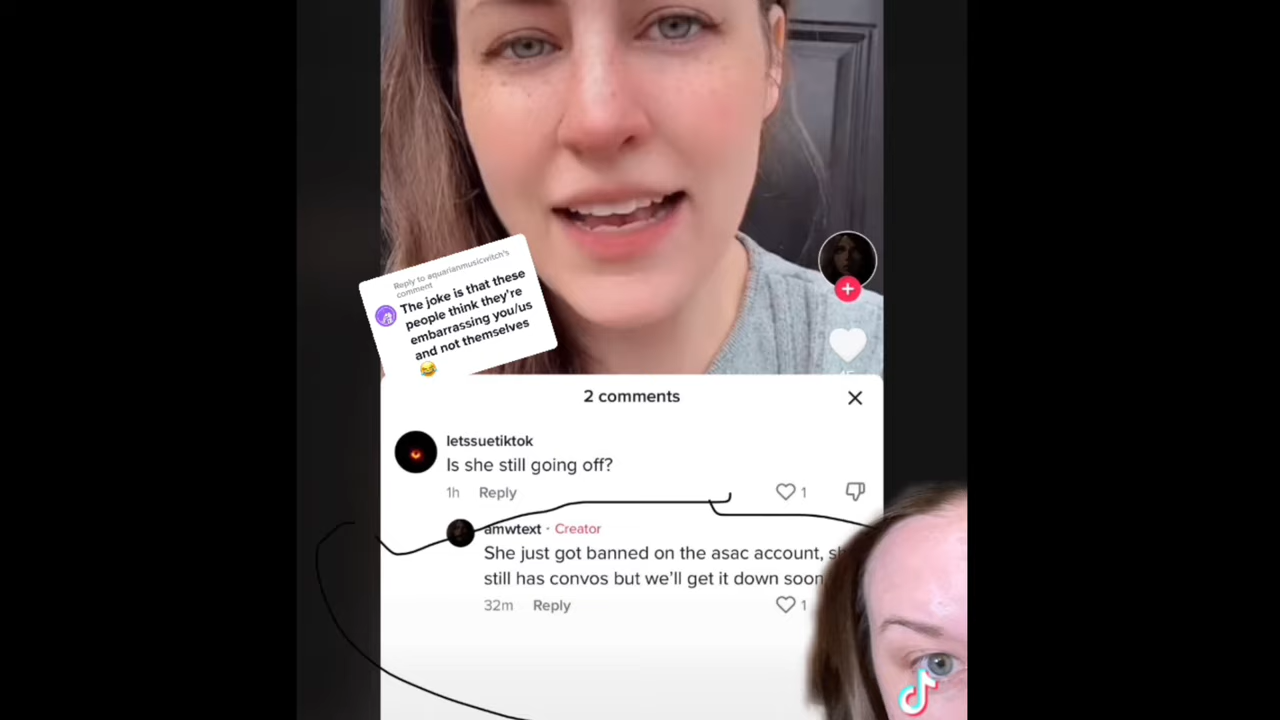 Reply to aquarianmusicwitch's
comment
The joke is that these
people think they're
embarrassing you/us
and not themselves
😂
2 comments
letssuetiktok
Is she still going off?
1h Reply 1
amwtext · Creator
She just got banned on the asac account,
still has convos but we'll get it down soon
32m Reply 1